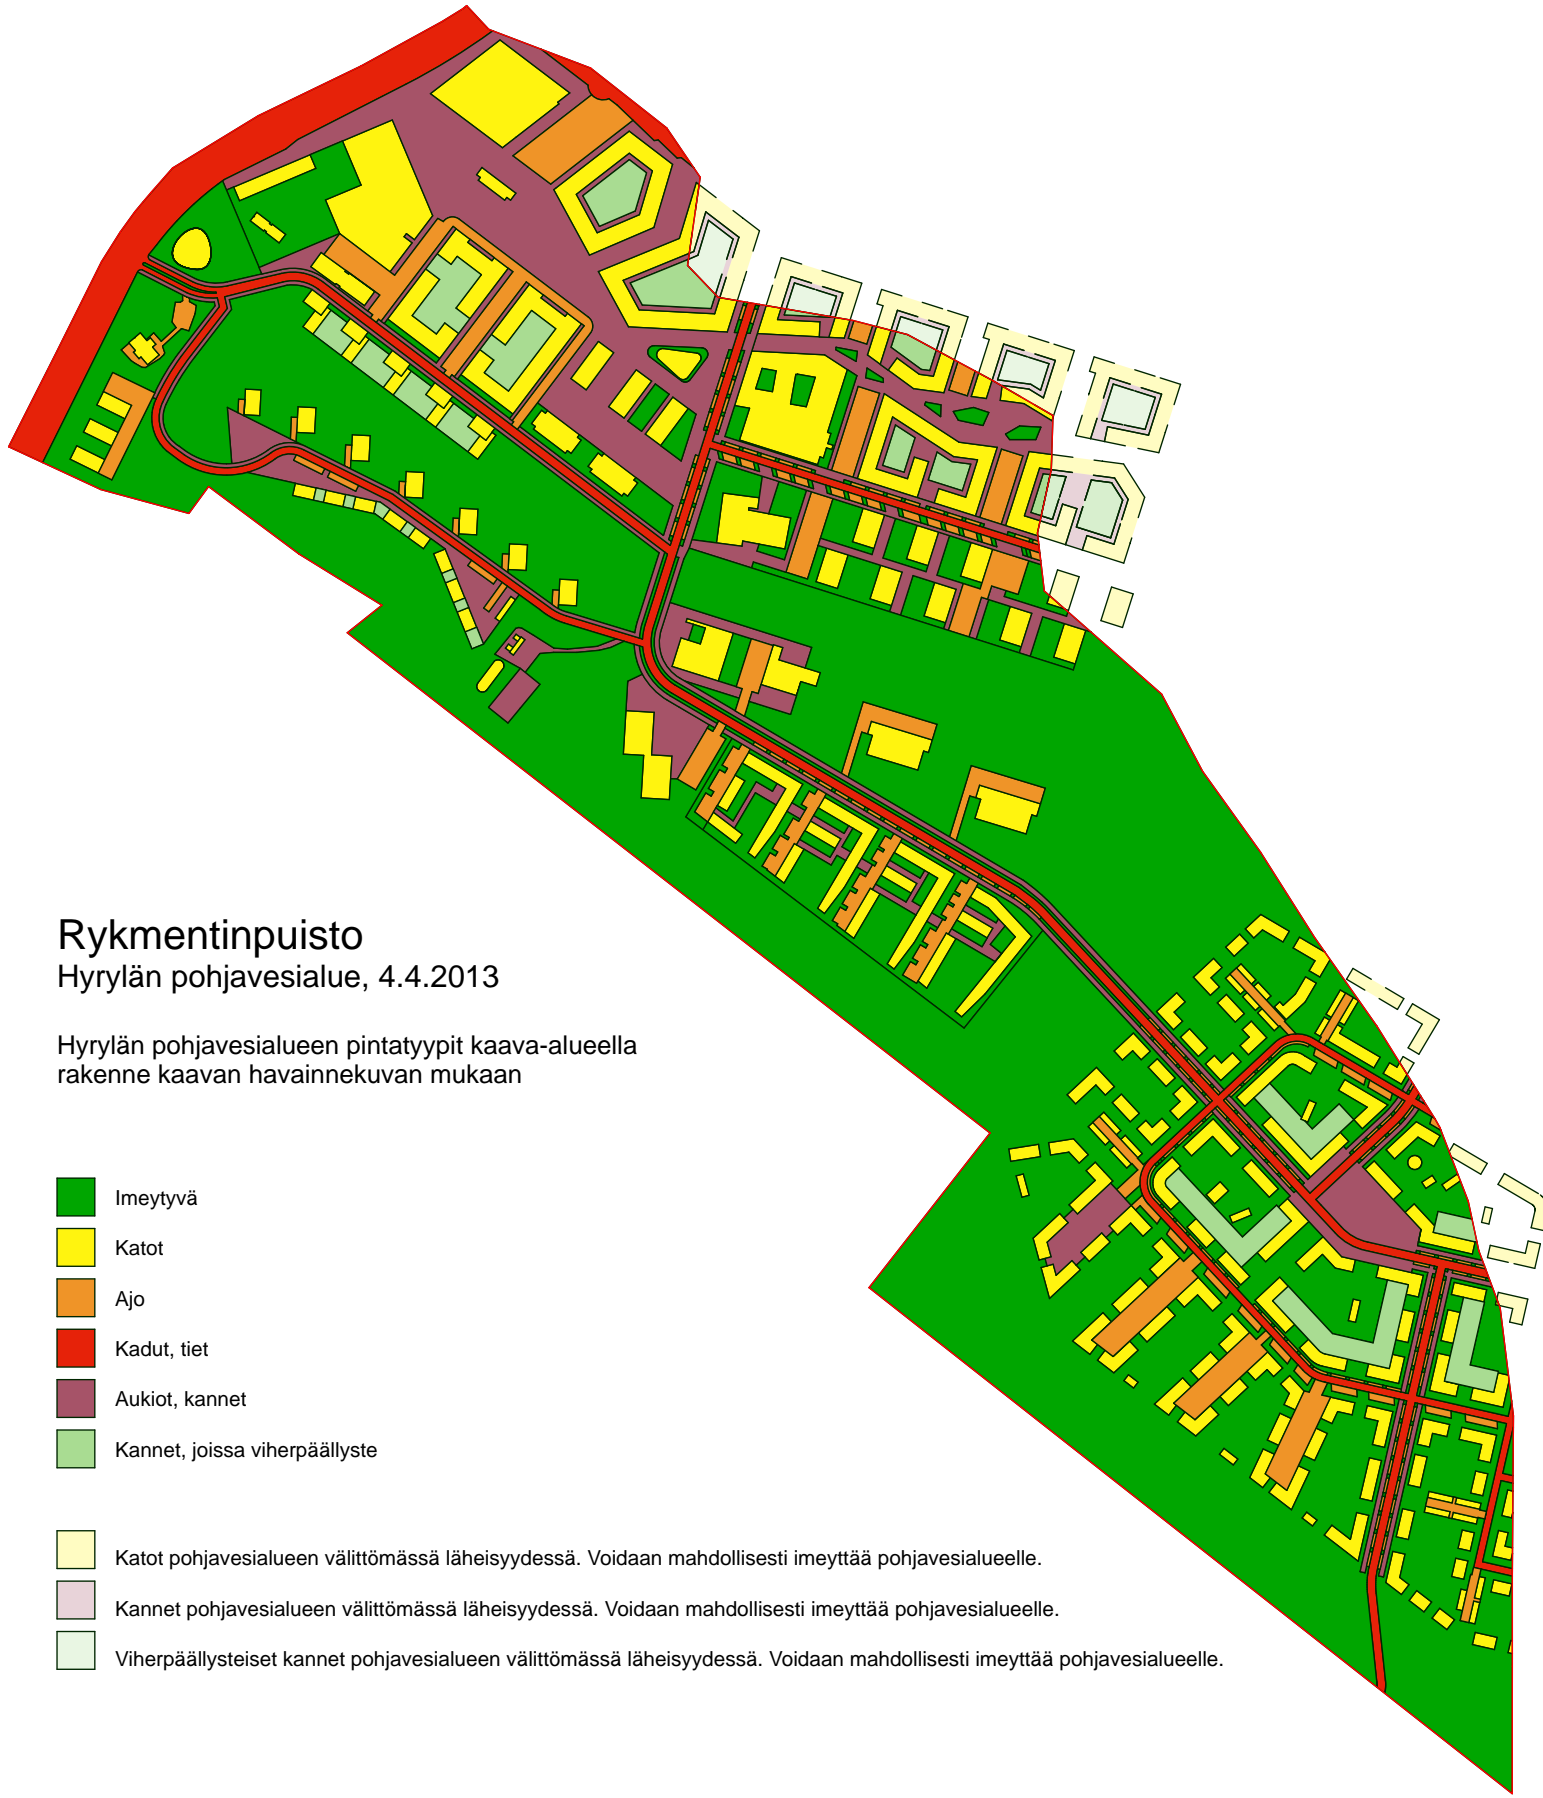 Rykmentinpuisto
Hyrylän pohjavesialue, 4.4.2013
Hyrylän pohjavesialueen pintatyypit kaava-alueella
rakenne kaavan havainnekuvan mukaan
Imeytyvä
Katot
Ajo
Kadut, tiet
Aukiot, kannet
Kannet, joissa viherpäällyste
Katot pohjavesialueen välittömässä läheisyydessä. Voidaan mahdollisesti imeyttää pohjavesialueelle.
Kannet pohjavesialueen välittömässä läheisyydessä. Voidaan mahdollisesti imeyttää pohjavesialueelle.
Viherpäällysteiset kannet pohjavesialueen välittömässä läheisyydessä. Voidaan mahdollisesti imeyttää pohjavesialueelle.